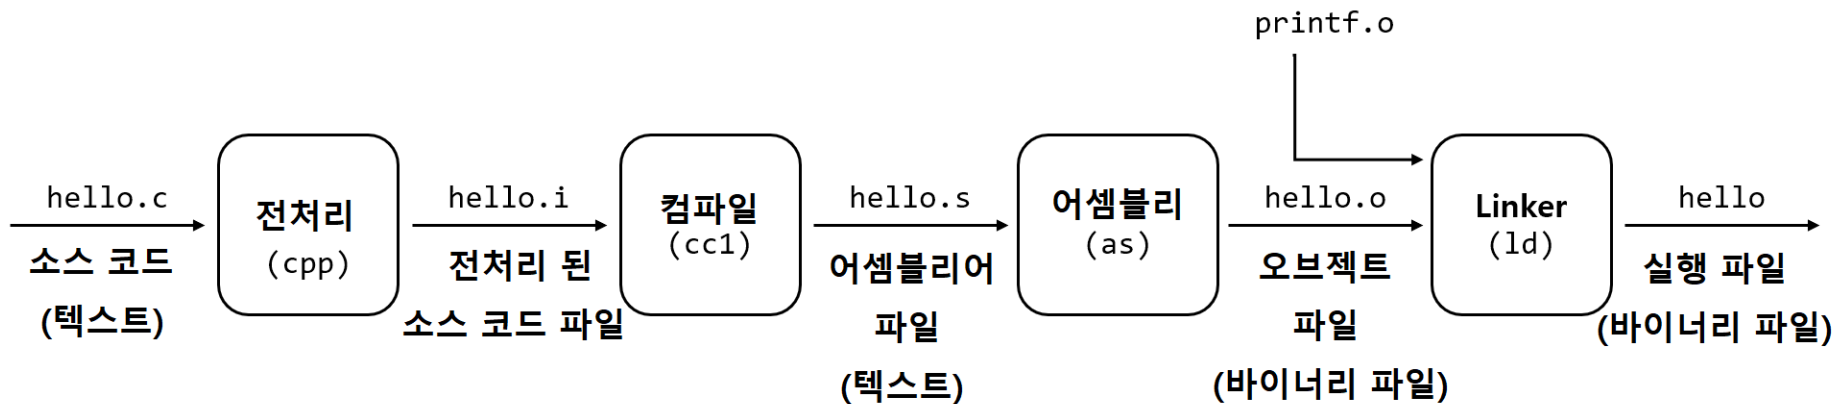 printf.o
hello.c
소스 코드
(텍스트)
전처리
(cpp)
hello.i
전처리 된
소스 코드 파일
컴파일
(cc1)
hello.s
어셈블리어
파일
(텍스트)
어셈블리
(as)
hello.o
오브젝트
파일
(바이너리 파일)
Linker
(ld)
hello
실행 파일
(바이너리 파일)